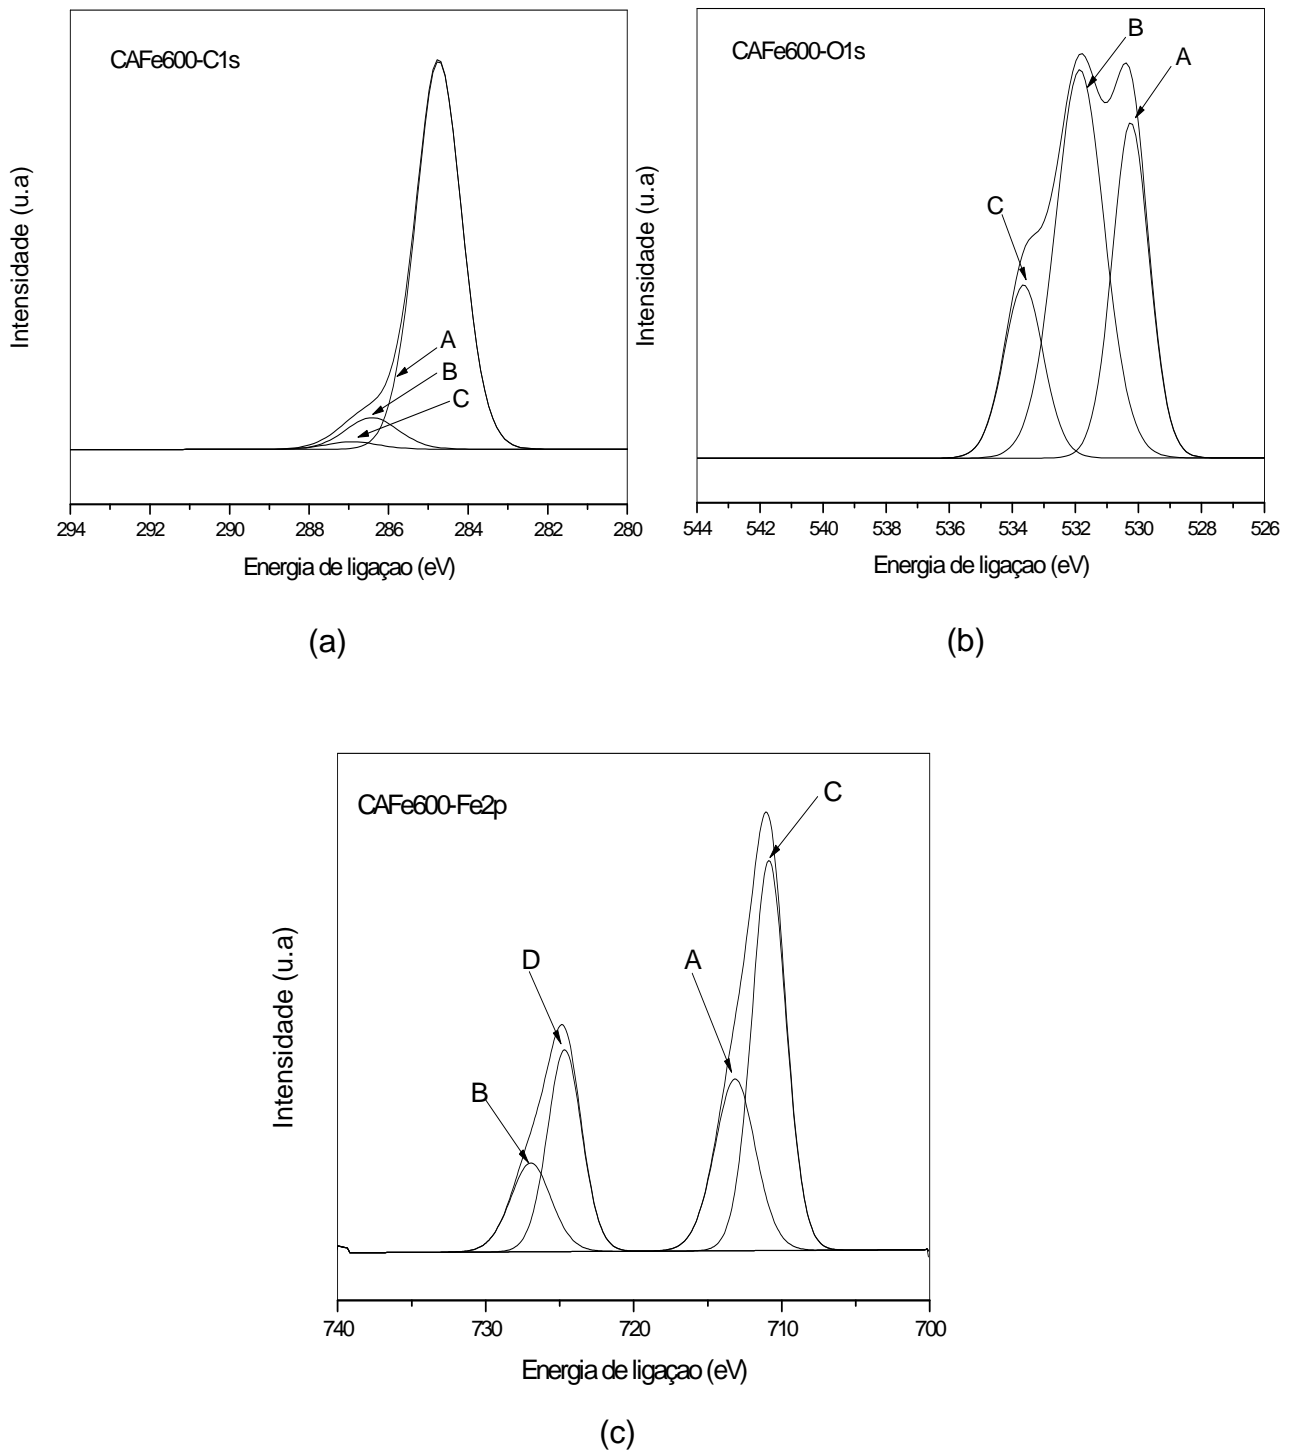 CAFe600-C1s
A
B
C
Intensidade (u.a)
294 292 290 288 286 284 282 280
Energia de ligaçao (eV)
(a)
CAFe600-O1s
B
A
C
Intensidade (u.a)
544 542 540 538 536 534 532 530 528 526
Energia de ligaçao (eV)
(b)
CAFe600-Fe2p
C
D
A
B
Intensidade (u.a)
740 730 720 710 700
Energia de ligaçao (eV)
(c)